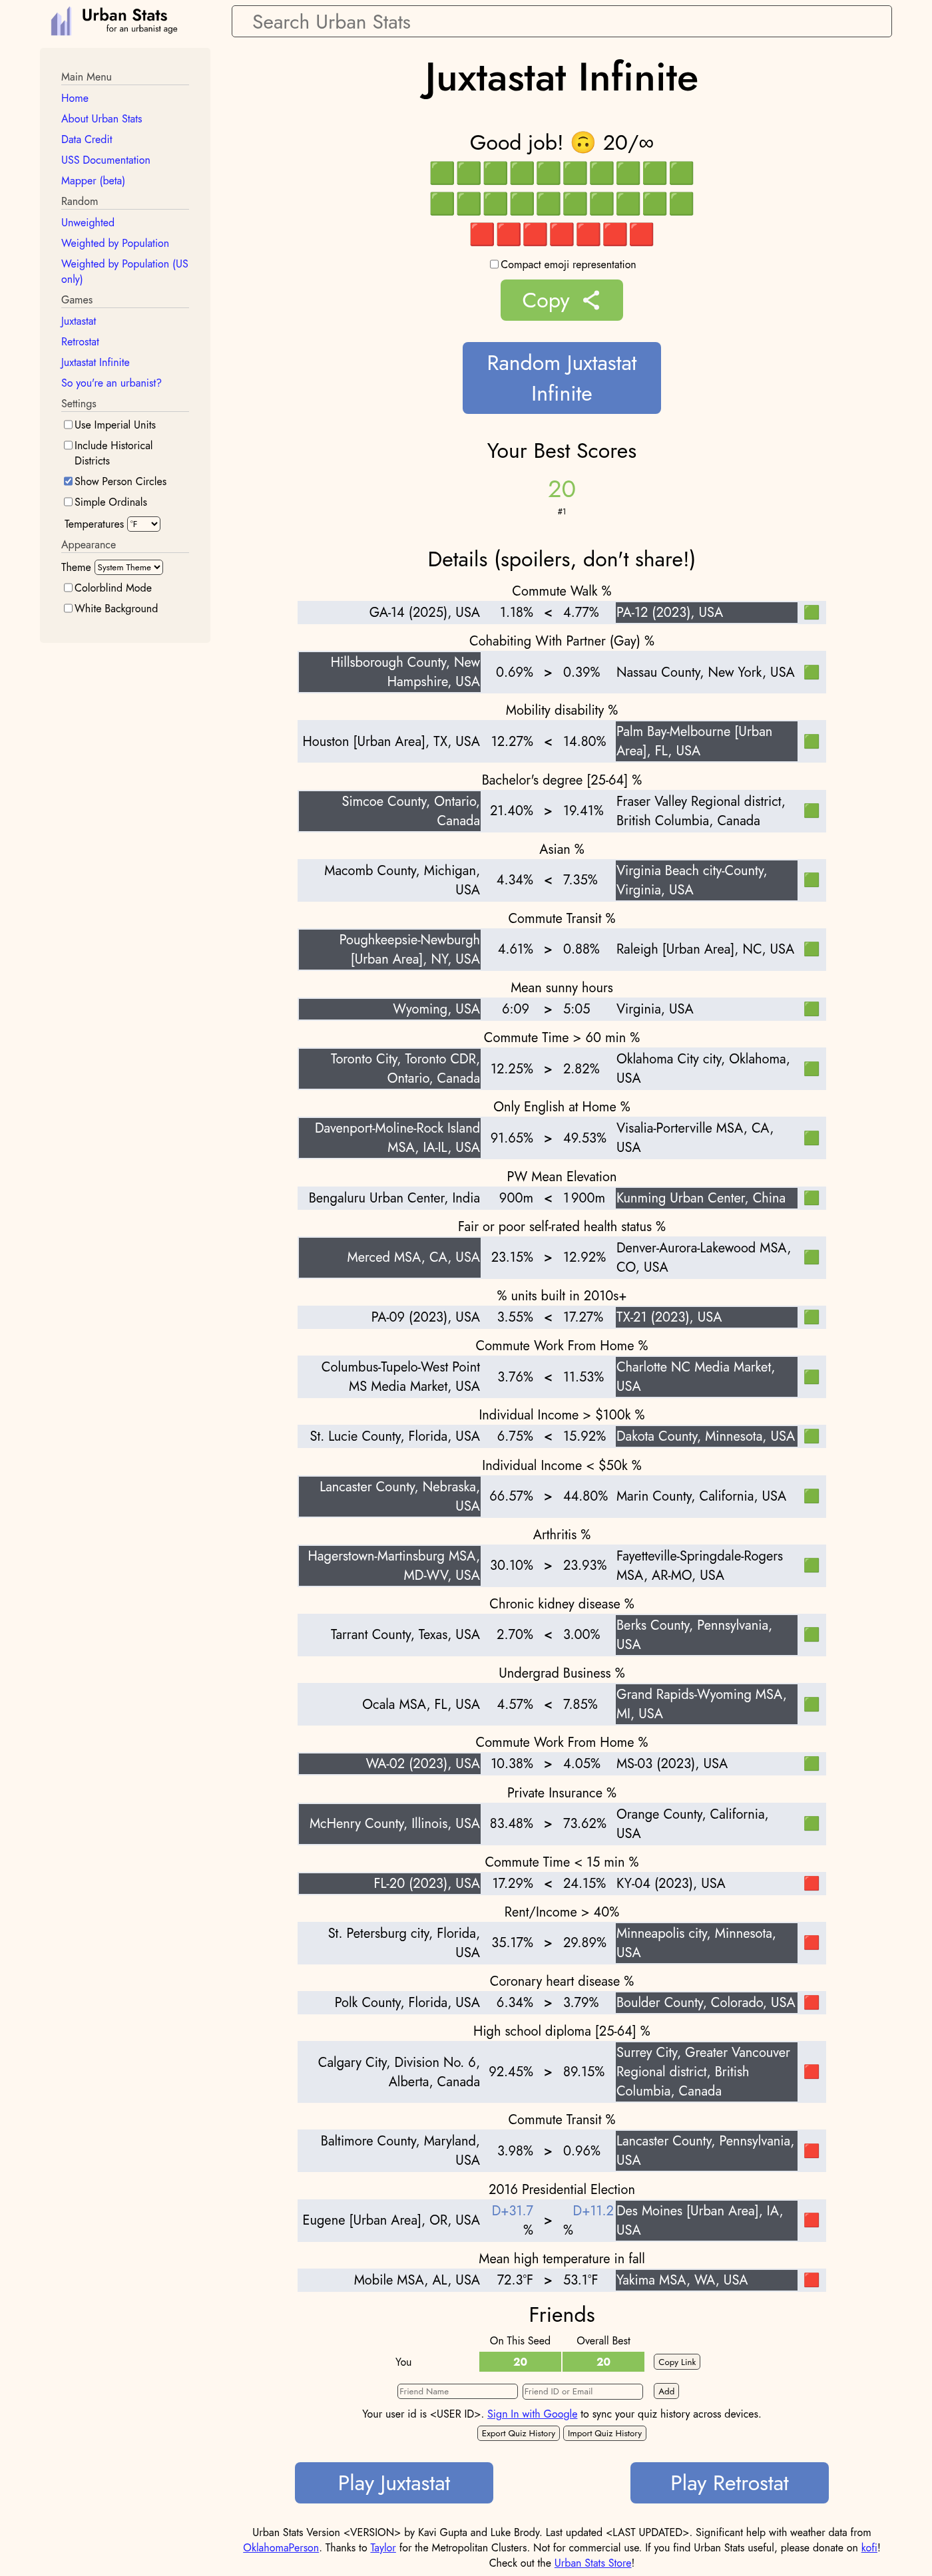 Urban Stats
for an urbanist age
Search Urban Stats
Main Menu
Home
About Urban Stats
Data Credit
USS Documentation
Mapper (beta)
Random
Unweighted
Weighted by Population
Weighted by Population (US
only)
Games
Juxtastat
Retrostat
Juxtastat Infinite
So you're an urbanist?
Settings
Use Imperial Units
Include Historical
Districts
Show Person Circles
Simple Ordinals
Temperatures °F
Appearance
Theme System Theme
Colorblind Mode
White Background
Juxtastat Infinite
Good job! 🙃 20/∞
🟩🟩🟩🟩🟩🟩🟩🟩🟩🟩
🟩🟩🟩🟩🟩🟩🟩🟩🟩🟩
🟥🟥🟥🟥🟥🟥🟥
Compact emoji representation
Copy
Random Juxtastat
Infinite
Your Best Scores
20
#1
Details (spoilers, don't share!)
Commute Walk %
GA-14 (2025), USA 1.18% < 4.77% PA-12 (2023), USA 🟩
Cohabiting With Partner (Gay) %
Hillsborough County, New
Hampshire, USA 0.69% > 0.39% Nassau County, New York, USA 🟩
Mobility disability %
Houston [Urban Area], TX, USA 12.27% < 14.80% Palm Bay-Melbourne [Urban
Area], FL, USA 🟩
Bachelor's degree [25-64] %
Simcoe County, Ontario,
Canada 21.40% > 19.41% Fraser Valley Regional district,
British Columbia, Canada 🟩
Asian %
Macomb County, Michigan,
USA 4.34% < 7.35% Virginia Beach city-County,
Virginia, USA 🟩
Commute Transit %
Poughkeepsie-Newburgh
[Urban Area], NY, USA 4.61% > 0.88% Raleigh [Urban Area], NC, USA 🟩
Mean sunny hours
Wyoming, USA 6:09 > 5:05 Virginia, USA 🟩
Commute Time > 60 min %
Toronto City, Toronto CDR,
Ontario, Canada 12.25% > 2.82% Oklahoma City city, Oklahoma,
USA 🟩
Only English at Home %
Davenport-Moline-Rock Island
MSA, IA-IL, USA 91.65% > 49.53% Visalia-Porterville MSA, CA,
USA 🟩
PW Mean Elevation
Bengaluru Urban Center, India 900m < 1 900m Kunming Urban Center, China 🟩
Fair or poor self-rated health status %
Merced MSA, CA, USA 23.15% > 12.92% Denver-Aurora-Lakewood MSA,
CO, USA 🟩
% units built in 2010s+
PA-09 (2023), USA 3.55% < 17.27% TX-21 (2023), USA 🟩
Commute Work From Home %
Columbus-Tupelo-West Point
MS Media Market, USA 3.76% < 11.53% Charlotte NC Media Market,
USA 🟩
Individual Income > $100k %
St. Lucie County, Florida, USA 6.75% < 15.92% Dakota County, Minnesota, USA 🟩
Individual Income < $50k %
Lancaster County, Nebraska,
USA 66.57% > 44.80% Marin County, California, USA 🟩
Arthritis %
Hagerstown-Martinsburg MSA,
MD-WV, USA 30.10% > 23.93% Fayetteville-Springdale-Rogers
MSA, AR-MO, USA 🟩
Chronic kidney disease %
Tarrant County, Texas, USA 2.70% < 3.00% Berks County, Pennsylvania,
USA 🟩
Undergrad Business %
Ocala MSA, FL, USA 4.57% < 7.85% Grand Rapids-Wyoming MSA,
MI, USA 🟩
Commute Work From Home %
WA-02 (2023), USA 10.38% > 4.05% MS-03 (2023), USA 🟩
Private Insurance %
McHenry County, Illinois, USA 83.48% > 73.62% Orange County, California,
USA 🟩
Commute Time < 15 min %
FL-20 (2023), USA 17.29% < 24.15% KY-04 (2023), USA 🟥
Rent/Income > 40%
St. Petersburg city, Florida,
USA 35.17% > 29.89% Minneapolis city, Minnesota,
USA 🟥
Coronary heart disease %
Polk County, Florida, USA 6.34% > 3.79% Boulder County, Colorado, USA 🟥
High school diploma [25-64] %
Calgary City, Division No. 6,
Alberta, Canada 92.45% > 89.15% Surrey City, Greater Vancouver
Regional district, British
Columbia, Canada 🟥
Commute Transit %
Baltimore County, Maryland,
USA 3.98% > 0.96% Lancaster County, Pennsylvania,
USA 🟥
2016 Presidential Election
Eugene [Urban Area], OR, USA D+31.7
% > D+11.2
% Des Moines [Urban Area], IA,
USA 🟥
Mean high temperature in fall
Mobile MSA, AL, USA 72.3°F > 53.1°F Yakima MSA, WA, USA 🟥
Friends
On This Seed Overall Best
You 20 20 Copy Link
Friend Name Friend ID or Email Add
Your user id is <USER ID>. Sign In with Google to sync your quiz history across devices.
Export Quiz History Import Quiz History
Play Juxtastat Play Retrostat
Urban Stats Version <VERSION> by Kavi Gupta and Luke Brody. Last updated <LAST UPDATED>. Significant help with weather data from
OklahomaPerson. Thanks to Taylor for the Metropolitan Clusters. Not for commercial use. If you find Urban Stats useful, please donate on kofi!
Check out the Urban Stats Store!